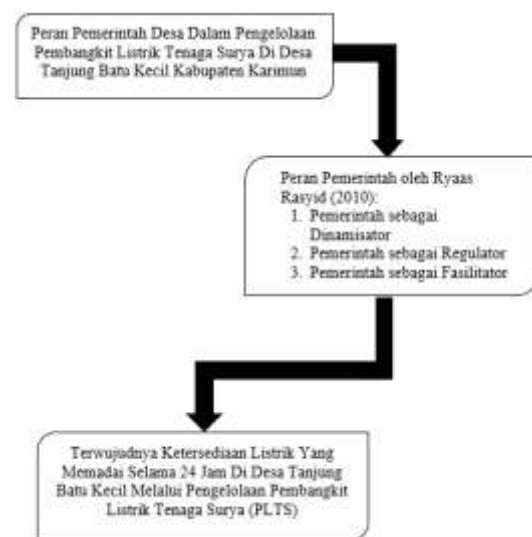 Peran Pemerintah Desa Dalam Pengelolaan
Pembangkit Listrik Tenaga Surya Di Desa
Tanjung Batu Kecil Kabupaten Karimun
Peran Pemerintah oleh Ryaas
Rasyid (2010):
1. Pemerintah sebagai
Dinamisator
2. Pemerintah sebagai Regulator
3. Pemerintah sebagai Fasilitator
Terwujudnya Ketersediaan Listrik Yang
Memadai Selama 24 Jam Di Desa Tanjung
Batu Kecil Melalui Pengelolaan Pembangkit
Listrik Tenaga Surya (PLTS)